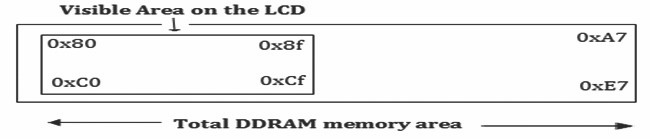 Visible Area on the LCD
0x80 0x8f 0xA7
0xC0 0xCf 0xE7
Total DDRAM memory area